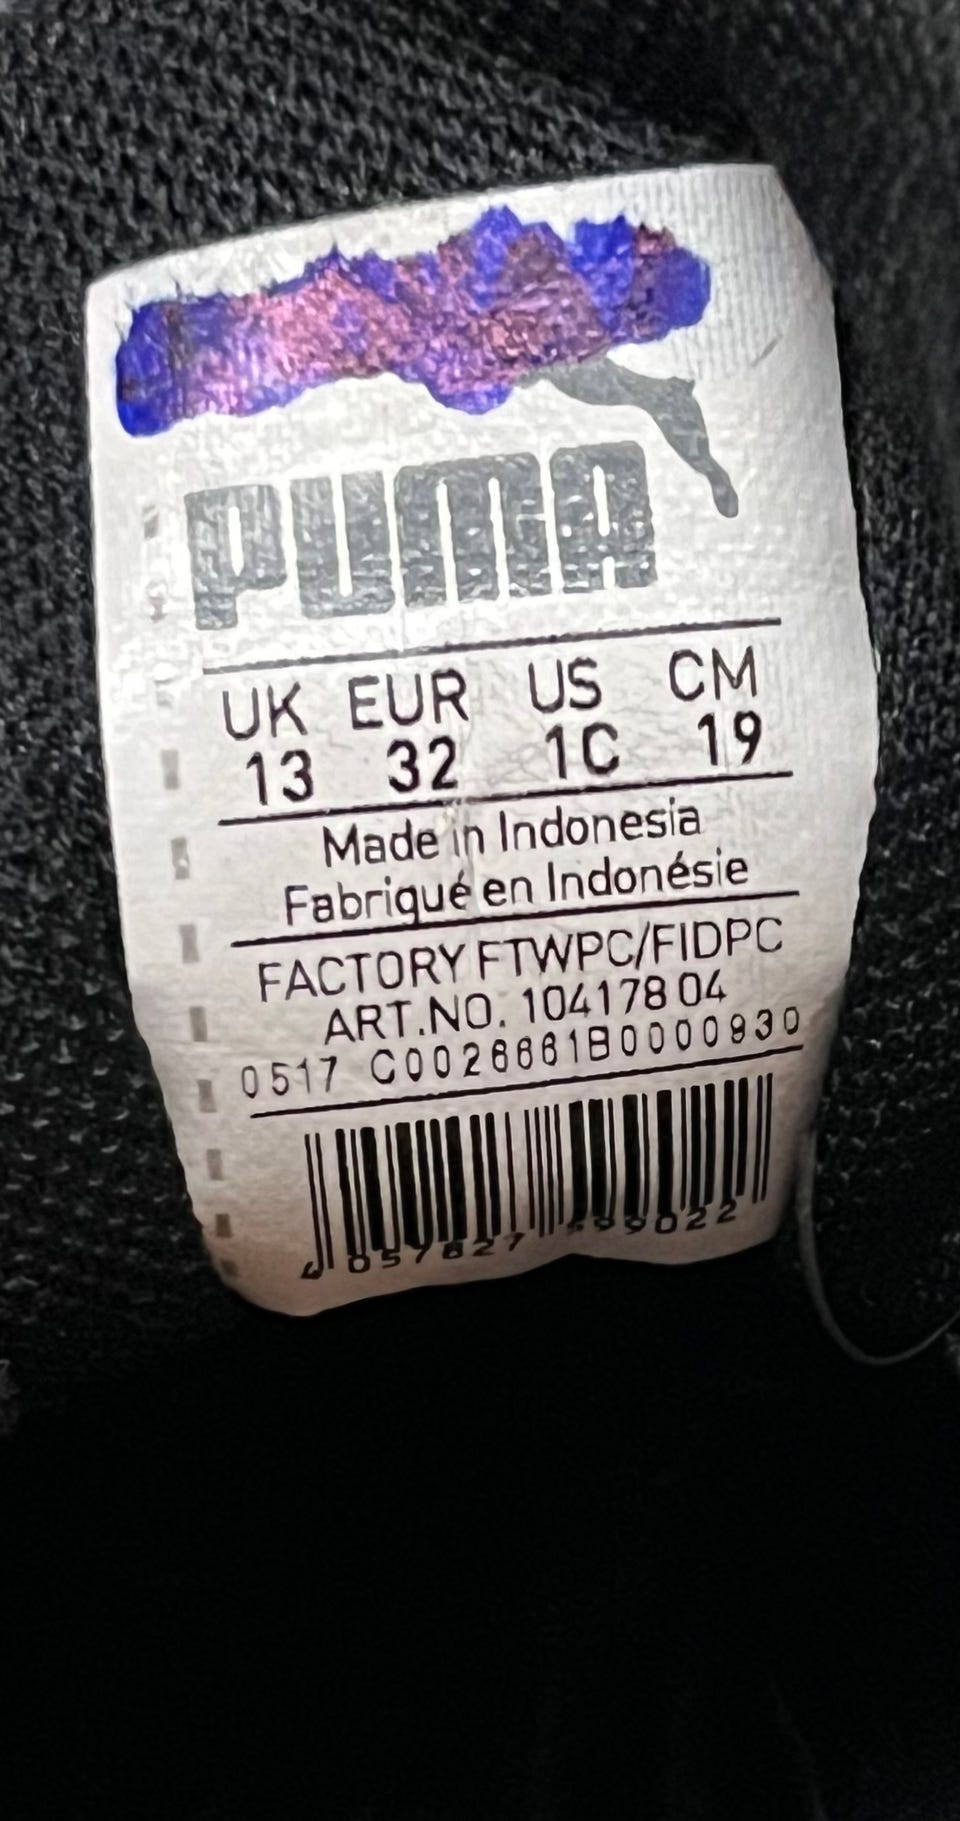 PUMA
UK EUR US CM
13 32 1C 19
Made in Indonesia
Fabriqué en Indonésie
FACTORY FTWPC/FIDPC
ART.NO. 104178 04
0517 C0026661B0000930